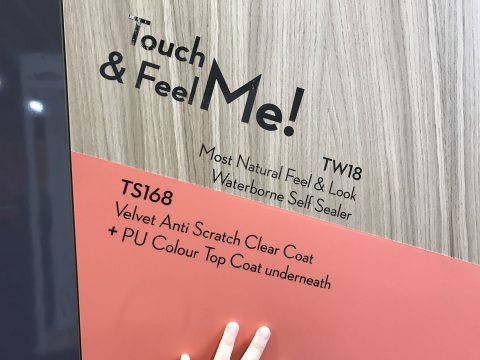 Touch
& Feel Me!
TW18
Most Natural Feel & Look
Waterborne Self Sealer
TS168
Velvet Anti Scratch Clear Coat
+ PU Colour Top Coat underneath